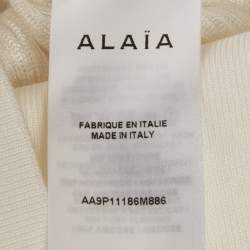 ALAÏA
FABRIQUE EN ITALIE
MADE IN ITALY
AA9P11186M886